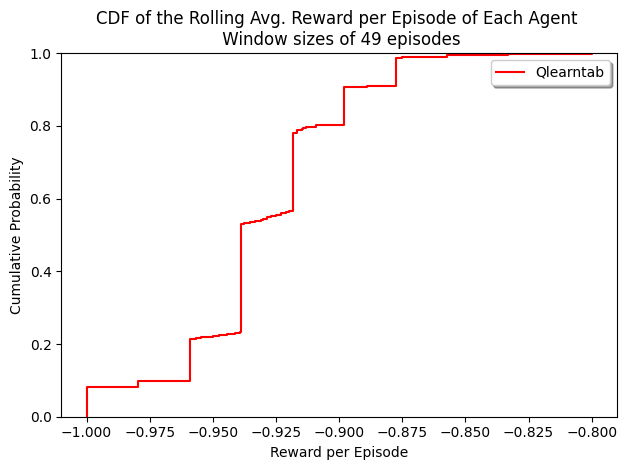 CDF of the Rolling Avg. Reward per Episode of Each Agent
Window sizes of 49 episodes
Qlearntab
Cumulative Probability
1.0
0.8
0.6
0.4
0.2
0.0
−1.000 −0.975 −0.950 −0.925 −0.900 −0.875 −0.850 −0.825 −0.800
Reward per Episode